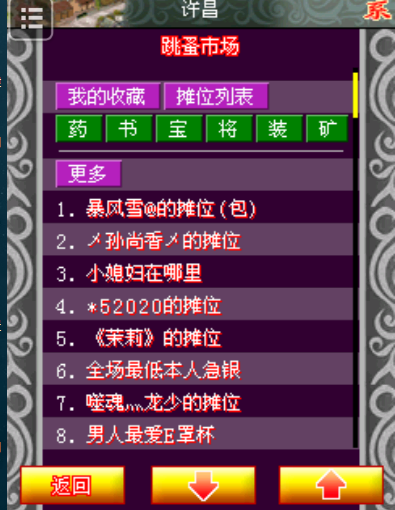 许昌
系
跳蚤市场
我的收藏 摊位列表
药 书 宝 将 装 矿
更多
1. 暴风雪@的摊位(包)
2. メ孙尚香メ的摊位
3. 小媳妇在哪里
4. *52020的摊位
5. 《茉莉》的摊位
6. 全场最低本人急银
7. 噬魂灬龙少的摊位
8. 男人最爱E罩杯
返回